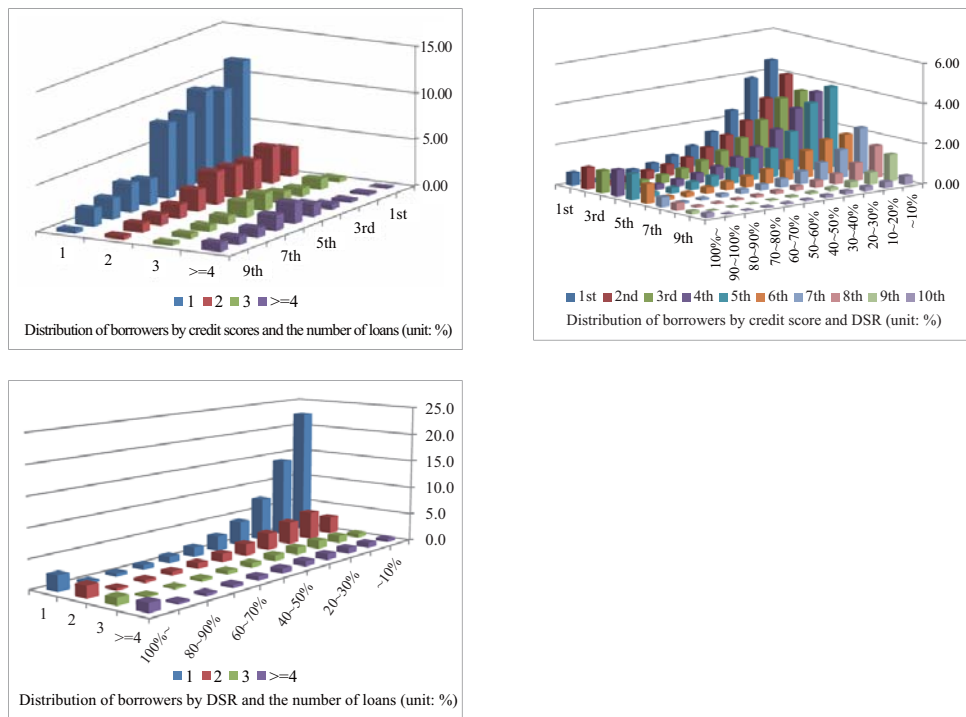 15.00
10.00
5.00
0.00
1st
3rd
5th
7th
9th
1
2
3
>=4
1 2 3 >=4
Distribution of borrowers by credit scores and the number of loans (unit: %)
6.00
4.00
2.00
0.00
1st
3rd
5th
7th
9th
100%~
90~100%
80~90%
70~80%
60~70%
50~60%
40~50%
30~40%
20~30%
10~20%
~10%
1st 2nd 3rd 4th 5th 6th 7th 8th 9th 10th
Distribution of borrowers by credit score and DSR (unit: %)
25.0
20.0
15.0
10.0
5.0
0.0
1
2
3
>=4
100%~
80~90%
60~70%
40~50%
20~30%
~10%
1 2 3 >=4
Distribution of borrowers by DSR and the number of loans (unit: %)